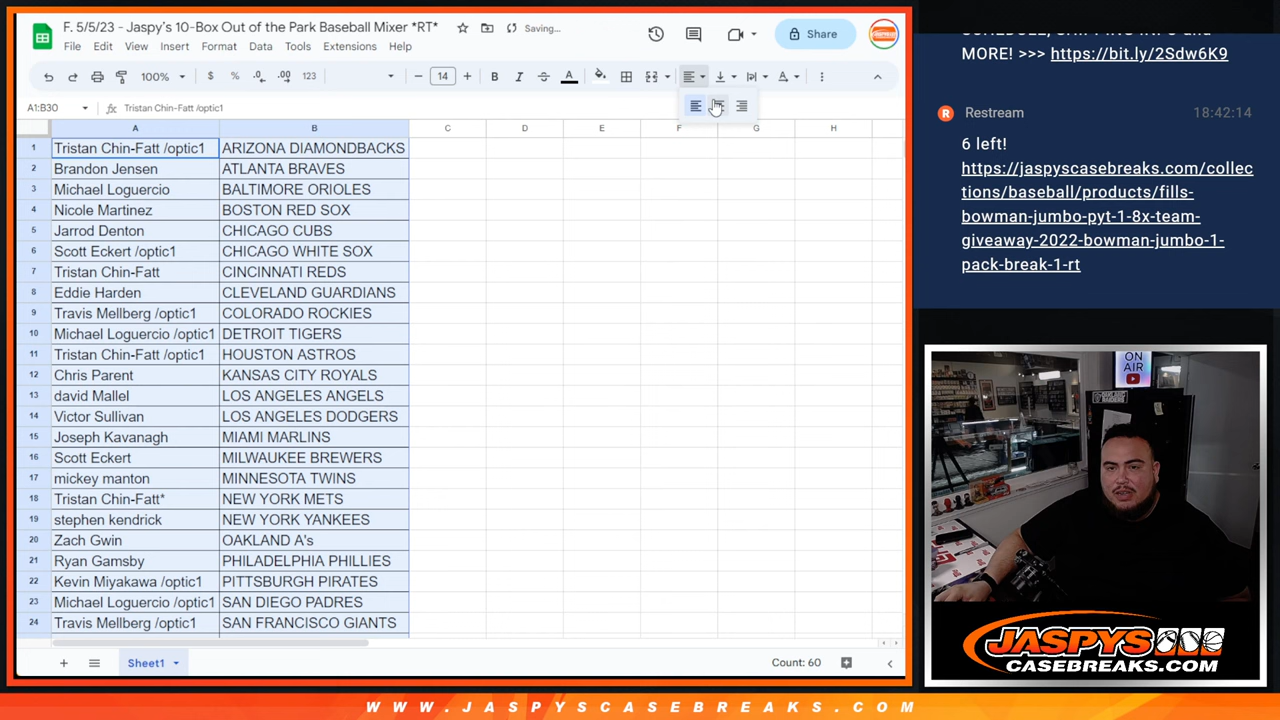 F. 5/5/23 - Jaspy's 10-Box Out of the Park Baseball Mixer *RT*
Saving...
File Edit View Insert Format Data Tools Extensions Help
Share
100% $ % .0 .00 123 14 B I A
A1:B30 fx Tristan Chin-Fatt /optic1
A B C D E F G H
1 Tristan Chin-Fatt /optic1 ARIZONA DIAMONDBACKS
2 Brandon Jensen ATLANTA BRAVES
3 Michael Loguercio BALTIMORE ORIOLES
4 Nicole Martinez BOSTON RED SOX
5 Jarrod Denton CHICAGO CUBS
6 Scott Eckert /optic1 CHICAGO WHITE SOX
7 Tristan Chin-Fatt CINCINNATI REDS
8 Eddie Harden CLEVELAND GUARDIANS
9 Travis Mellberg /optic1 COLORADO ROCKIES
10 Michael Loguercio /optic1 DETROIT TIGERS
11 Tristan Chin-Fatt /optic1 HOUSTON ASTROS
12 Chris Parent KANSAS CITY ROYALS
13 david Mallel LOS ANGELES ANGELS
14 Victor Sullivan LOS ANGELES DODGERS
15 Joseph Kavanagh MIAMI MARLINS
16 Scott Eckert MILWAUKEE BREWERS
17 mickey manton MINNESOTA TWINS
18 Tristan Chin-Fatt* NEW YORK METS
19 stephen kendrick NEW YORK YANKEES
20 Zach Gwin OAKLAND A's
21 Ryan Gamsby PHILADELPHIA PHILLIES
22 Kevin Miyakawa /optic1 PITTSBURGH PIRATES
23 Michael Loguercio /optic1 SAN DIEGO PADRES
24 Travis Mellberg /optic1 SAN FRANCISCO GIANTS
Sheet1
Count: 60
MORE! >>> https://bit.ly/2Sdw6K9
Restream 18:42:14
6 left!
https://jaspyscasebreaks.com/collec
tions/baseball/products/fills-
bowman-jumbo-pyt-1-8x-team-
giveaway-2022-bowman-jumbo-1-
pack-break-1-rt
ON
AIR
JASPYS
CASEBREAKS.COM
WWW.JASPYSCASEBREAKS.COM